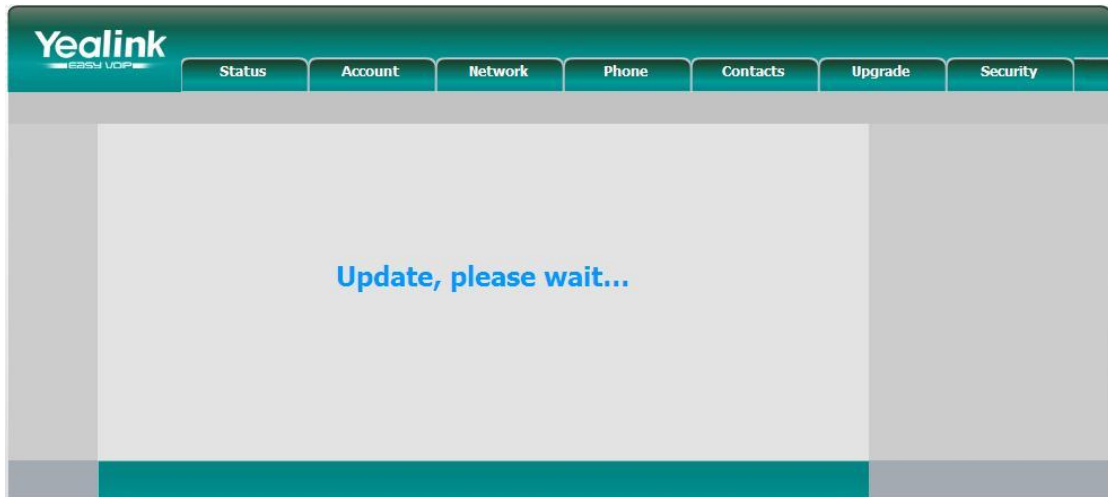 Yealink
EASY VOIP
Status Account Network Phone Contacts Upgrade Security
Update, please wait...